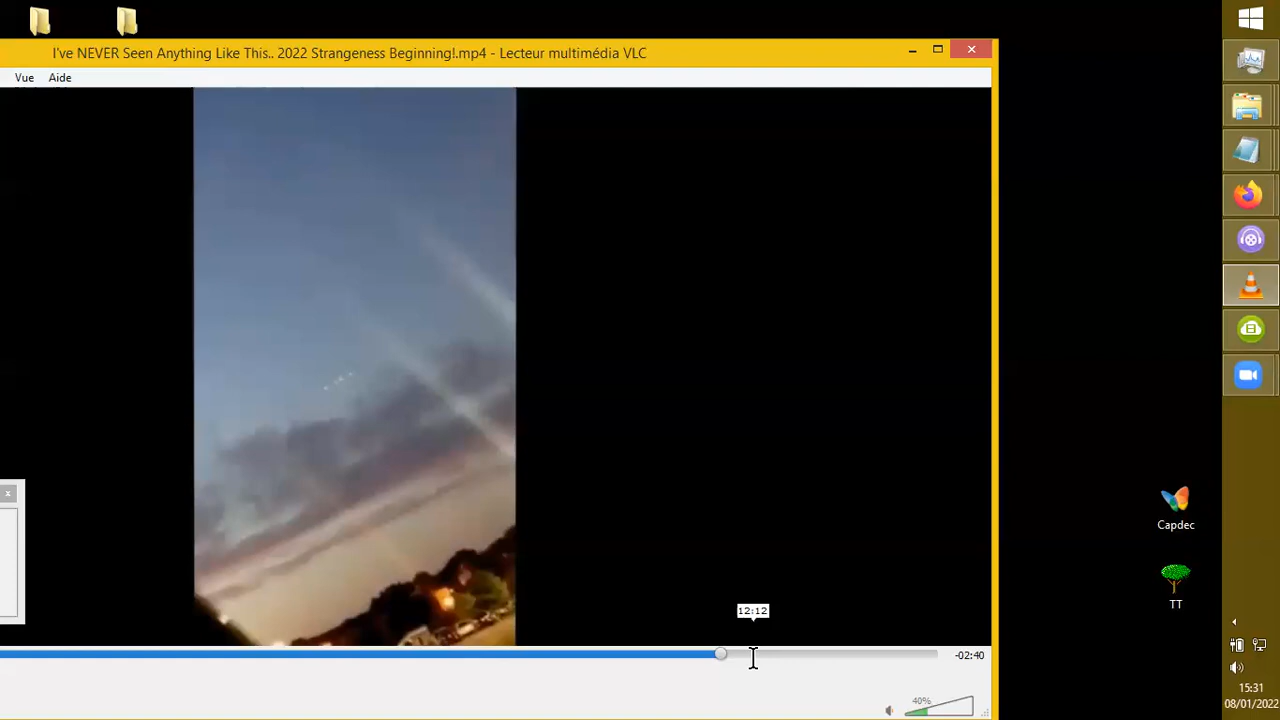 I've NEVER Seen Anything Like This.. 2022 Strangeness Beginning!.mp4 - Lecteur multimédia VLC
Vue Aide
Capdec
TT
12:12
-02:40
40%
15:31
08/01/2022